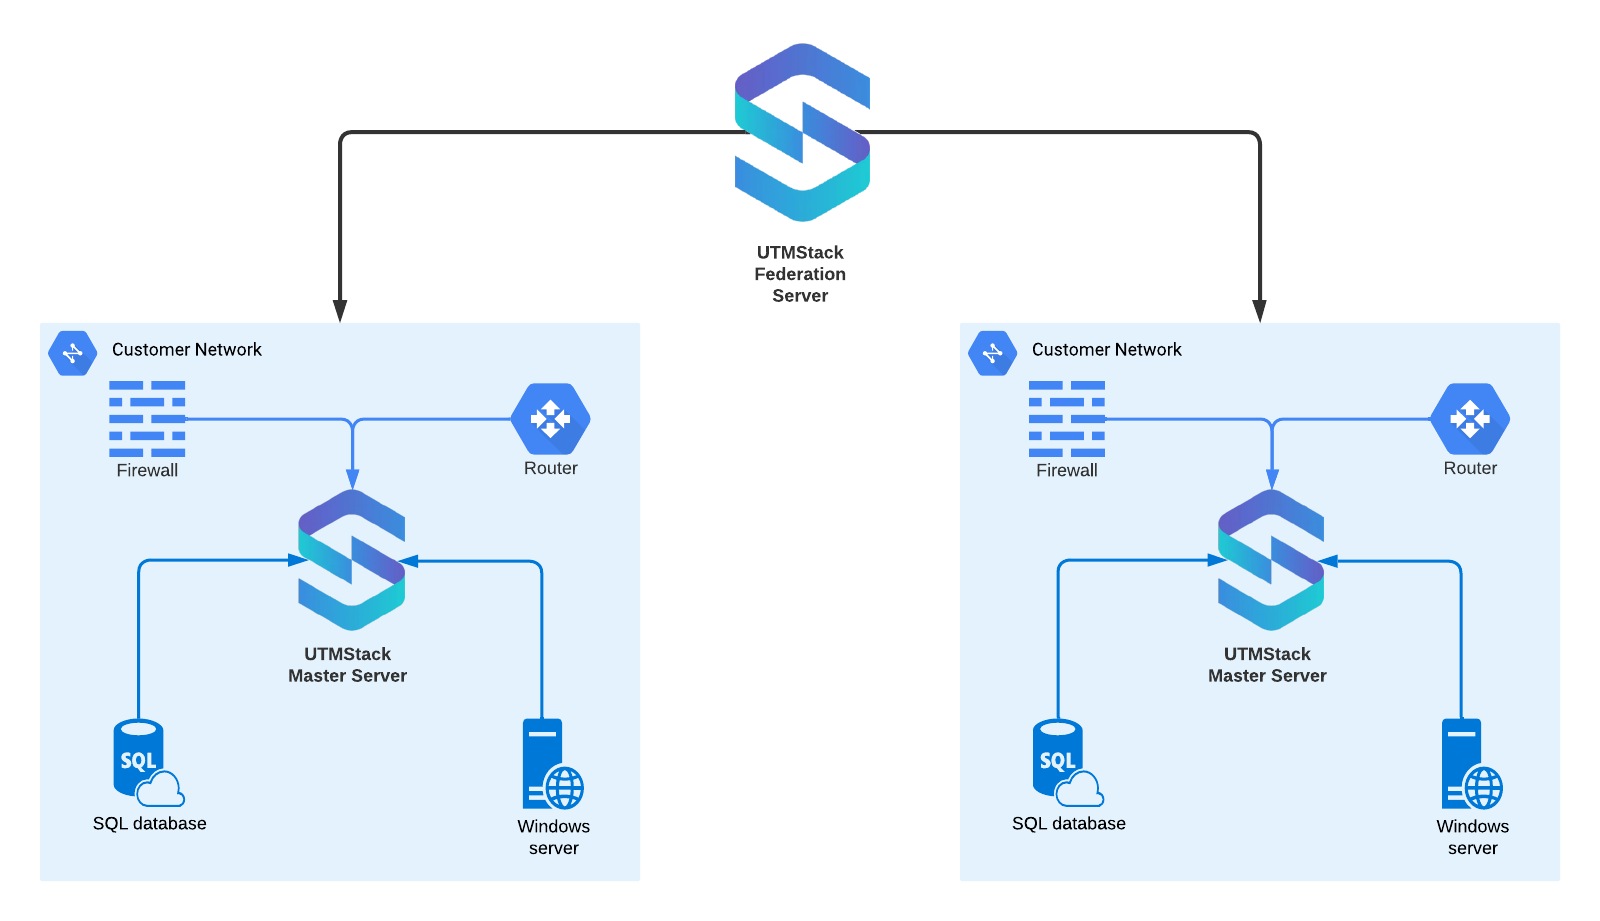 UTMStack
Federation
Server
Customer Network
Firewall
Router
UTMStack
Master Server
SQL
SQL database
Windows
server
Customer Network
Firewall
Router
UTMStack
Master Server
SQL
SQL database
Windows
server